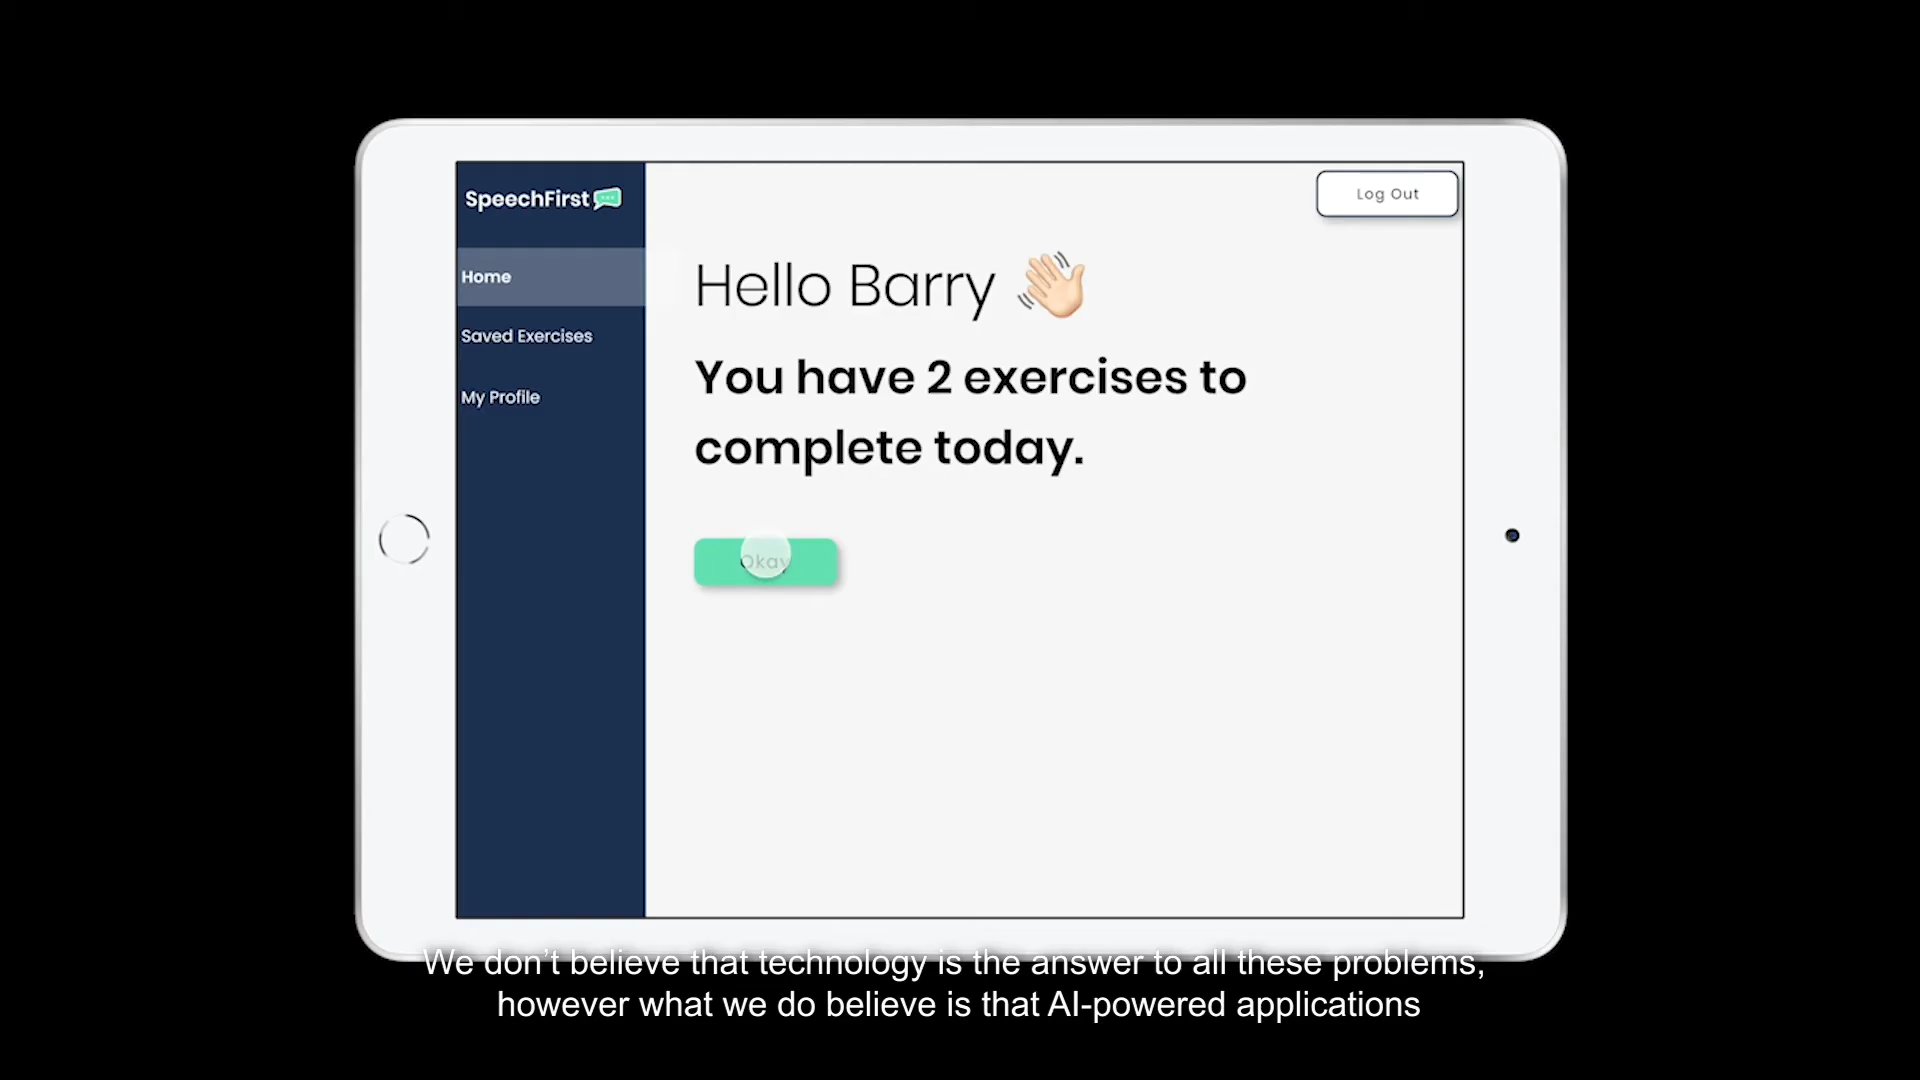 SpeechFirst
Log Out
Home
Saved Exercises
My Profile
Hello Barry 👋🏻
You have 2 exercises to
complete today.
Okay
We don't believe that technology is the answer to all these problems,
however what we do believe is that AI-powered applications